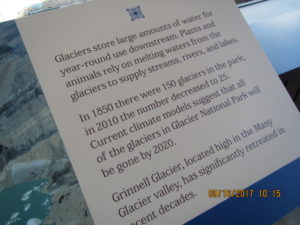 Glaciers store large amounts of water for
year-round use downstream. Plants and
animals rely on melting waters from the
glaciers to supply streams, rivers, and lakes.
In 1850 there were 150 glaciers in the park;
in 2010 the number decreased to 25.
Current climate models suggest that all
of the glaciers in Glacier National Park will
be gone by 2020.
Grinnell Glacier, located high in the Many
Glacier valley, has significantly retreated in
recent decades.
09/16/2017 10:15